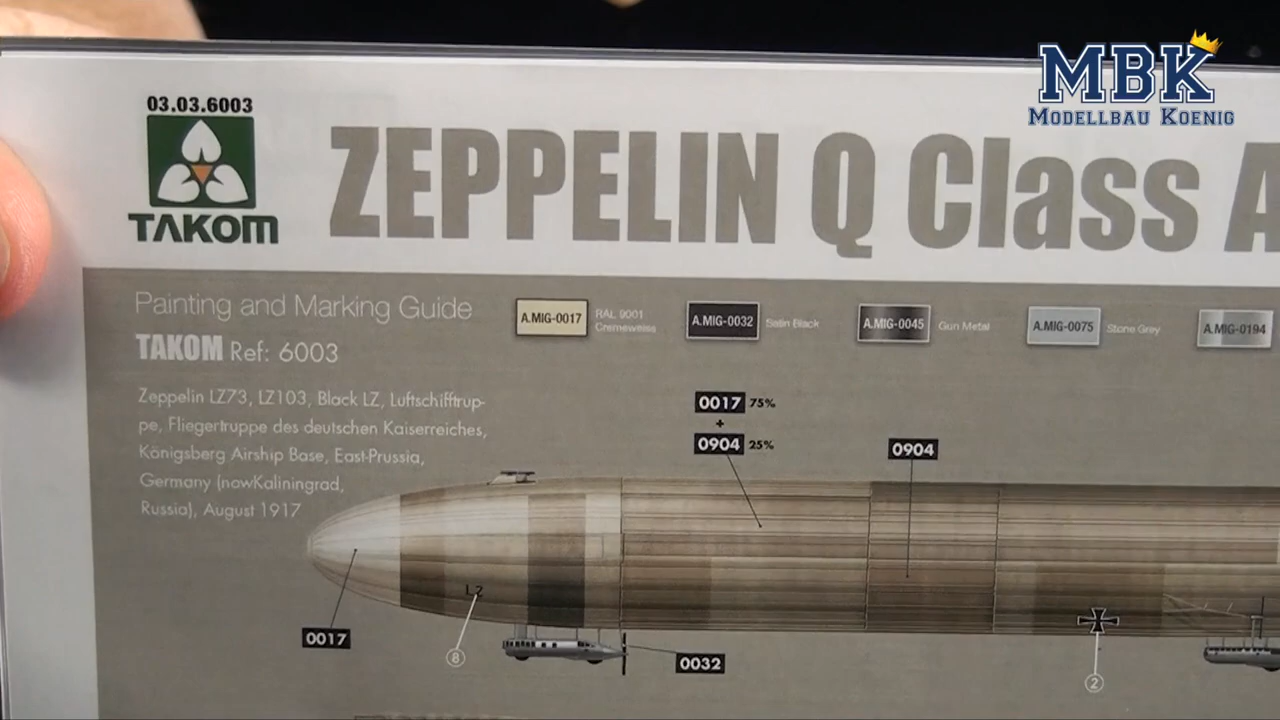 MBK
MODELLBAU KOENIG
03.03.6003
TAKOM
ZEPPELIN Q Class A
Painting and Marking Guide
TAKOM Ref: 6003
A.MIG-0017
RAL 9001
Cremeweiss
A.MIG-0032 Satin Black
A.MIG-0045 Gun Metal
A.MIG-0075 Stone Grey
A.MIG-0194
Zeppelin LZ73, LZ103, Black LZ, Luftschifftrup-
pe, Fliegertruppe des deutschen Kaiserreiches,
Königsberg Airship Base, East-Prussia,
Germany (nowKaliningrad,
Russia), August 1917
0017 75%
+
0904 25%
0904
LZ
0017
8
0032
2